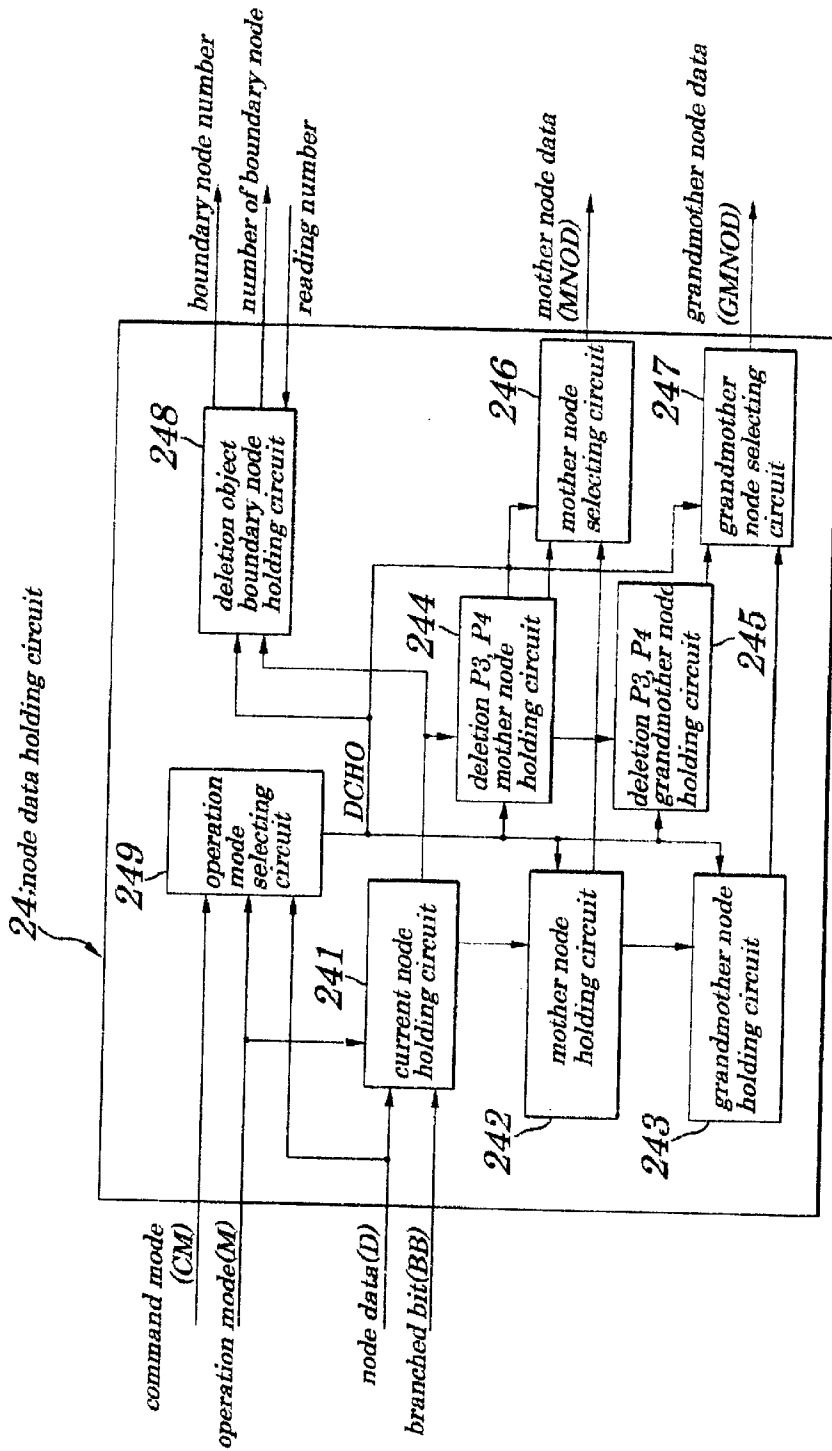 24:node data holding circuit
command mode
(CM)
operation mode(M)
node data(D)
branched bit(BB)
249
operation
mode
selecting
circuit
DCHO
241
current node
holding circuit
242
mother node
holding circuit
243
grandmother node
holding circuit
248
deletion object
boundary node
holding circuit
244
deletion P3, P4
mother node
holding circuit
deletion P3, P4
grandmother node
holding circuit
245
246
mother node
selecting circuit
247
grandmother
node selecting
circuit
boundary node number
number of boundary node
reading number
mother node data
(MNOD)
grandmother node data
(GMNOD)